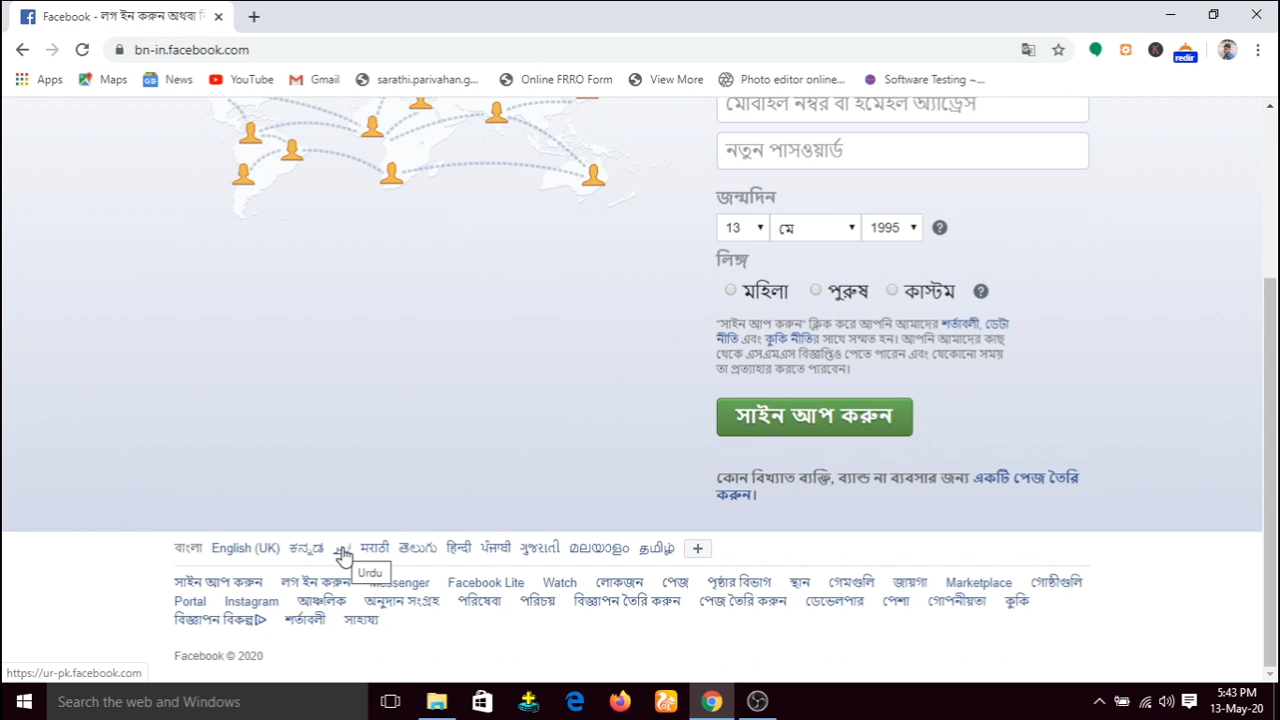 Facebook - লগ ইন করুন অথবা
bn-in.facebook.com
Apps Maps News YouTube Gmail sarathi.parivahan.g... Online FRRO Form View More Photo editor online... Software Testing ~...
redir
মোবাইল নম্বর বা ইমেইল অ্যাড্রেস
নতুন পাসওয়ার্ড
জন্মদিন
13 মে 1995
লিঙ্গ
মহিলা পুরুষ কাস্টম
"সাইন আপ করুন" ক্লিক করে আপনি আমাদের শর্তাবলী, ডেটা
নীতি এবং কুকি নীতির সাথে সম্মত হন। আপনি আমাদের কাছ
থেকে এসএমএস বিজ্ঞপ্তিও পেতে পারেন এবং যেকোনো সময়
তা প্রত্যাহার করতে পারবেন।
সাইন আপ করুন
কোন বিখ্যাত ব্যক্তি, ব্যান্ড বা ব্যবসার জন্য একটি পেজ তৈরি
করুন।
বাংলা English (UK) ಕನ್ನಡ मराठी తెలుగు हिन्दी ਪੰਜਾਬੀ ગુજરાતી മലയാളം தமிழ் +
Urdu
সাইন আপ করুন লগ ইন করুন Messenger Facebook Lite Watch লোকজন পেজ পৃষ্ঠার বিভাগ স্থান গেমগুলি জায়গা Marketplace গোষ্ঠীগুলি
Portal Instagram আঞ্চলিক অনুদান সংগ্রহ পরিষেবা পরিচয় বিজ্ঞাপন তৈরি করুন পেজ তৈরি করুন ডেভেলপার পেশা গোপনীয়তা কুকি
বিজ্ঞাপন বিকল্প শর্তাবলী সাহায্য
Facebook © 2020
https://ur-pk.facebook.com
Search the web and Windows
5:43 PM
13-May-20